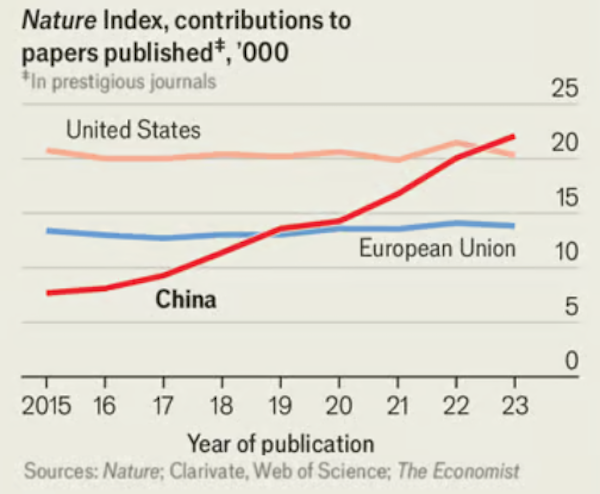 Nature Index, contributions to
papers published‡, ’000
‡In prestigious journals
25
United States
20
15
European Union
10
China
5
0
2015 16 17 18 19 20 21 22 23
Year of publication
Sources: Nature; Clarivate, Web of Science; The Economist